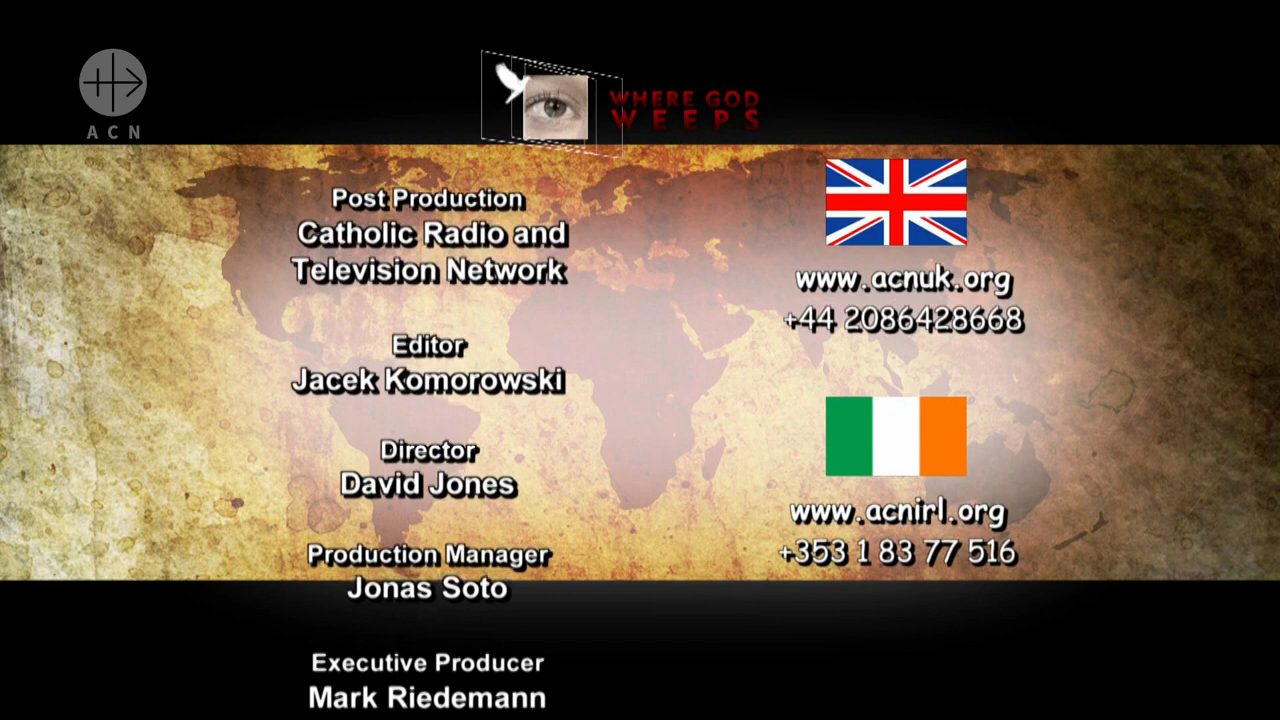 ACN
WHERE GOD
WEEPS
Post Production
Catholic Radio and
Television Network
Editor
Jacek Komorowski
Director
David Jones
Production Manager
Jonas Soto
Executive Producer
Mark Riedemann
www.acnuk.org
+44 2086428668
www.acnirl.org
+353 1 83 77 516